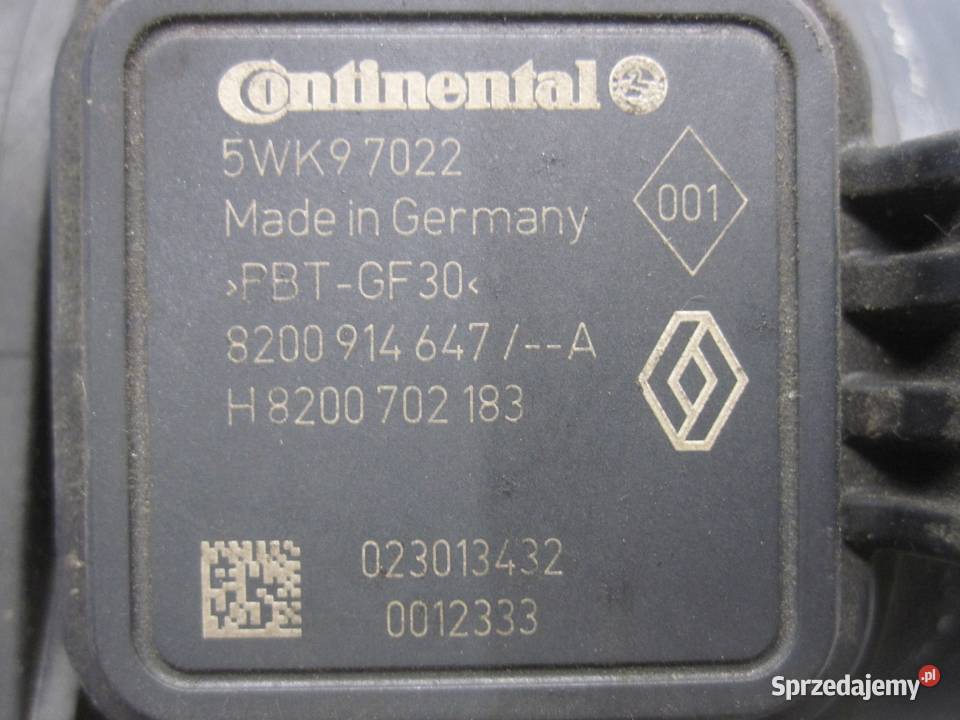 Continental
5WK9 7022
001
Made in Germany
>PBT-GF30<
8200 914 647 /--A
H 8200 702 183
023013432
0012333
Sprzedajemy.pl